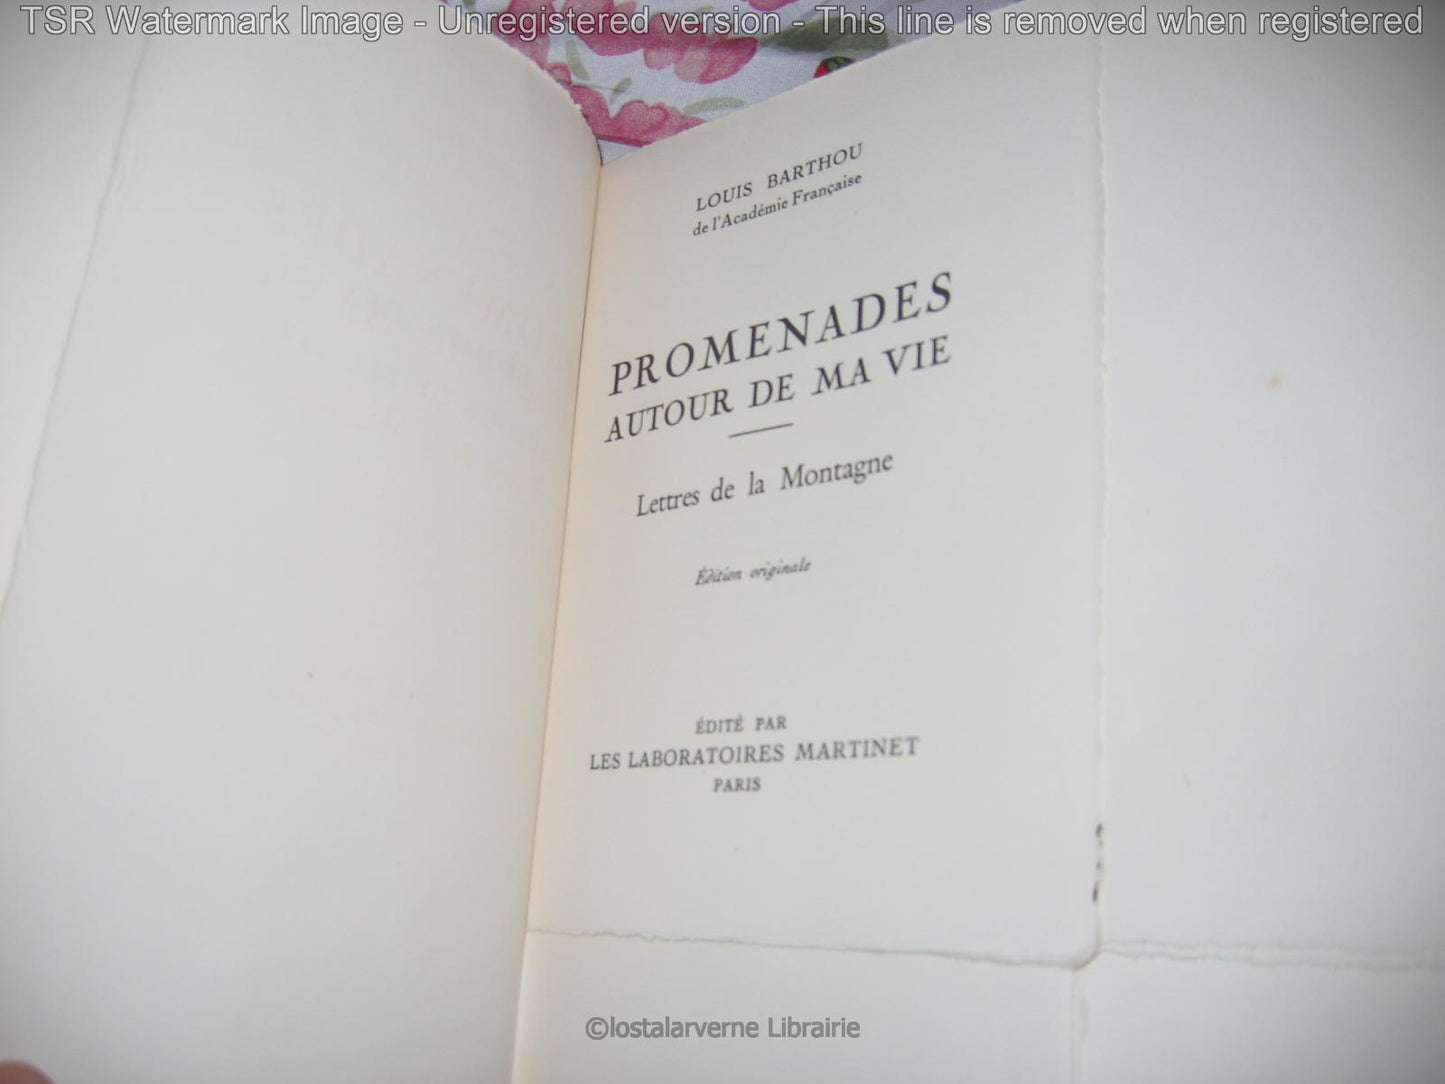 TSR Watermark Image - Unregistered version - This line is removed when registered
LOUIS BARTHOU
de l'Académie Française
PROMENADES
AUTOUR DE MA VIE
Lettres de la Montagne
Édition originale
ÉDITÉ PAR
LES LABORATOIRES MARTINET
PARIS
©lostalarverne Librairie